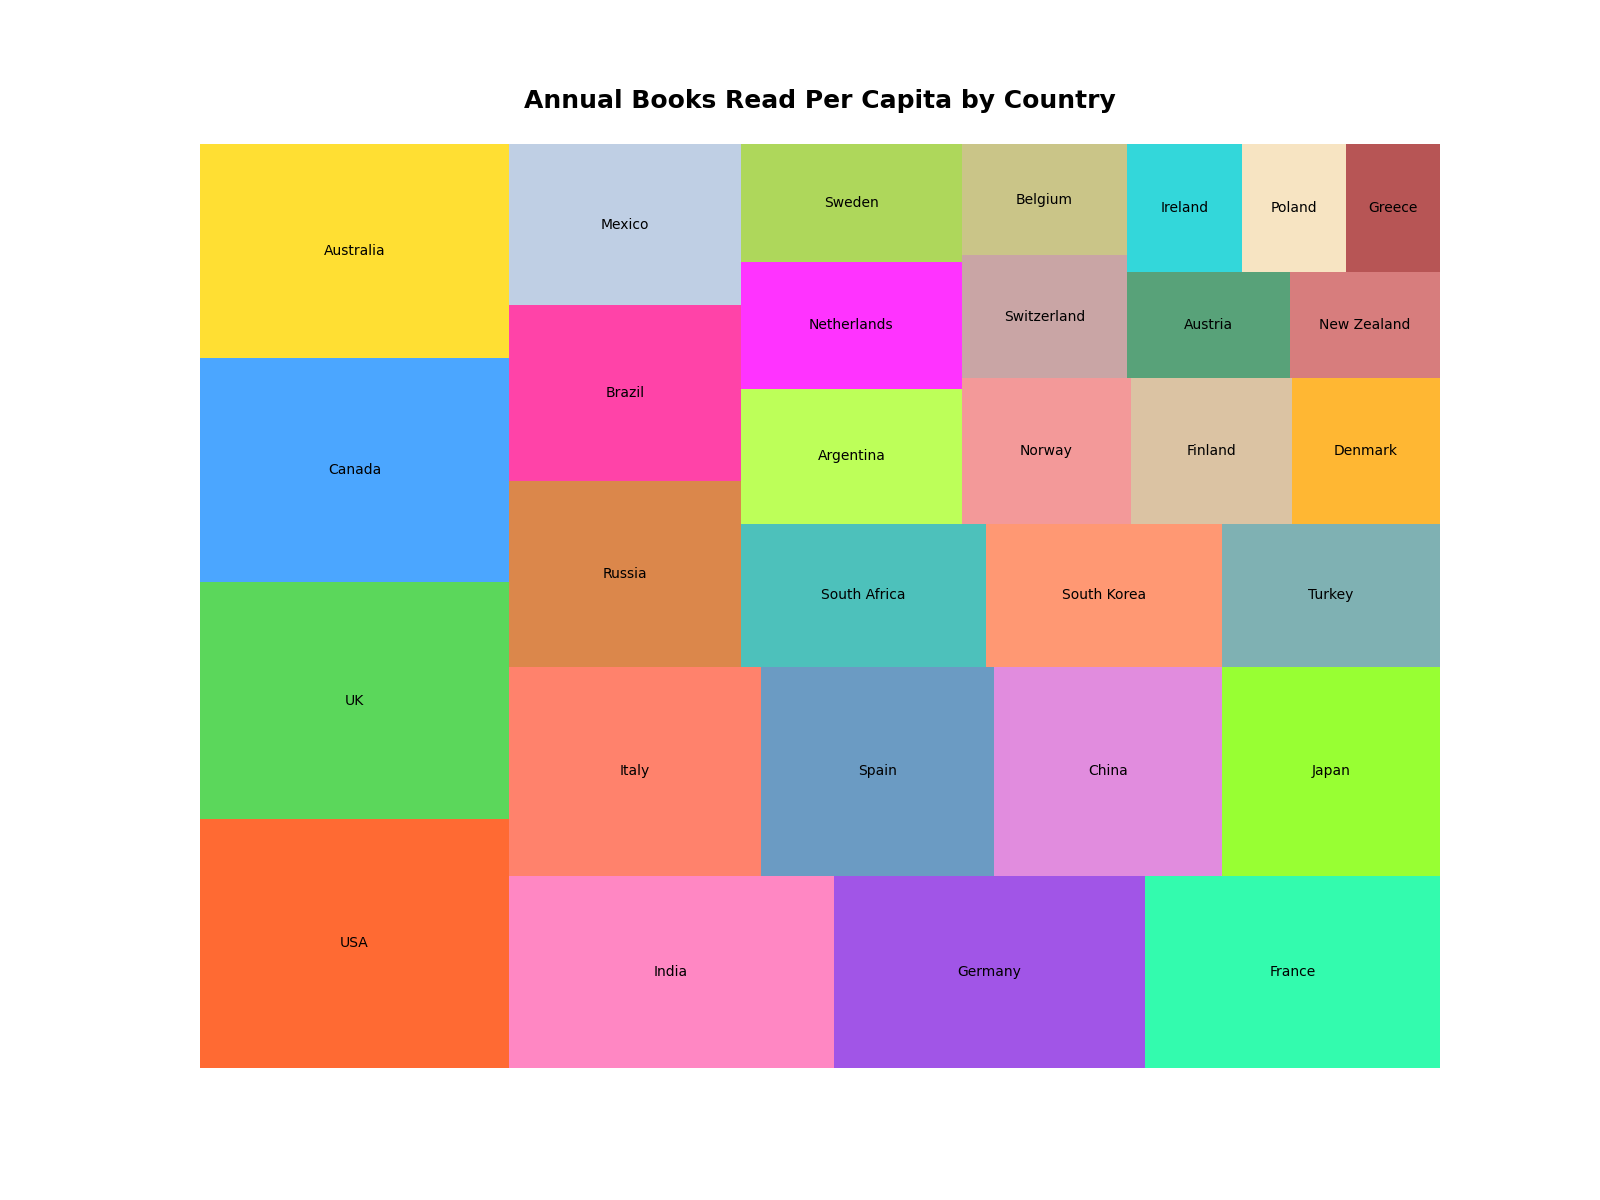 Annual Books Read Per Capita by Country
Australia
Canada
UK
USA
Mexico
Brazil
Russia
Italy
Spain
China
Japan
India
Germany
France
Sweden
Netherlands
Argentina
South Africa
South Korea
Turkey
Belgium
Switzerland
Norway
Finland
Denmark
Ireland
Poland
Greece
Austria
New Zealand